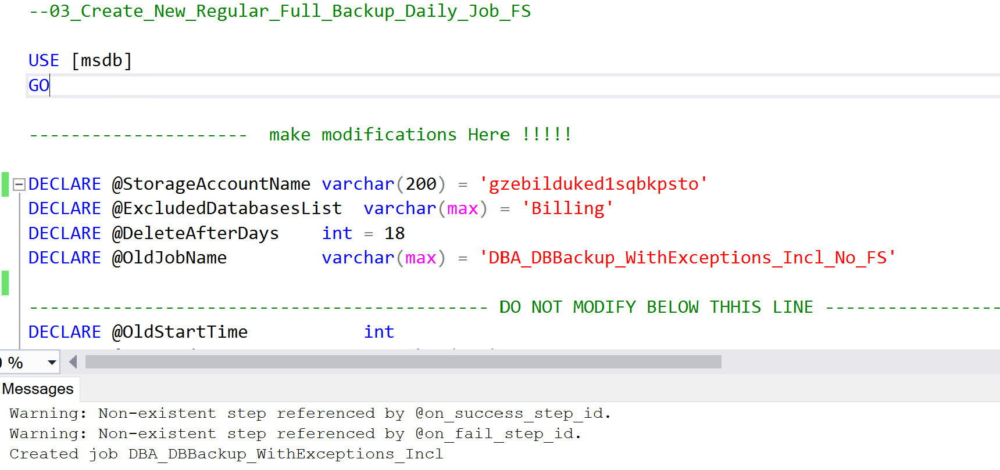 --03_Create_New_Regular_Full_Backup_Daily_Job_FS
USE [msdb]
GO
--------------------- make modifications Here !!!!!
DECLARE @StorageAccountName varchar(200) = 'gzebilduked1sqbkpsto'
DECLARE @ExcludedDatabasesList varchar(max) = 'Billing'
DECLARE @DeleteAfterDays int = 18
DECLARE @OldJobName varchar(max) = 'DBA_DBBackup_WithExceptions_Incl_No_FS'
-------------------------------------------- DO NOT MODIFY BELOW THHIS LINE -----------------
DECLARE @OldStartTime int
%
Messages
Warning: Non-existent step referenced by @on_success_step_id.
Warning: Non-existent step referenced by @on_fail_step_id.
Created job DBA_DBBackup_WithExceptions_Incl